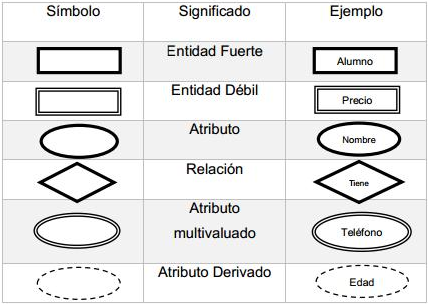 Símbolo Significado Ejemplo
Entidad Fuerte Alumno
Entidad Débil Precio
Atributo Nombre
Relación Tiene
Atributo
multivaluado Teléfono
Atributo Derivado Edad